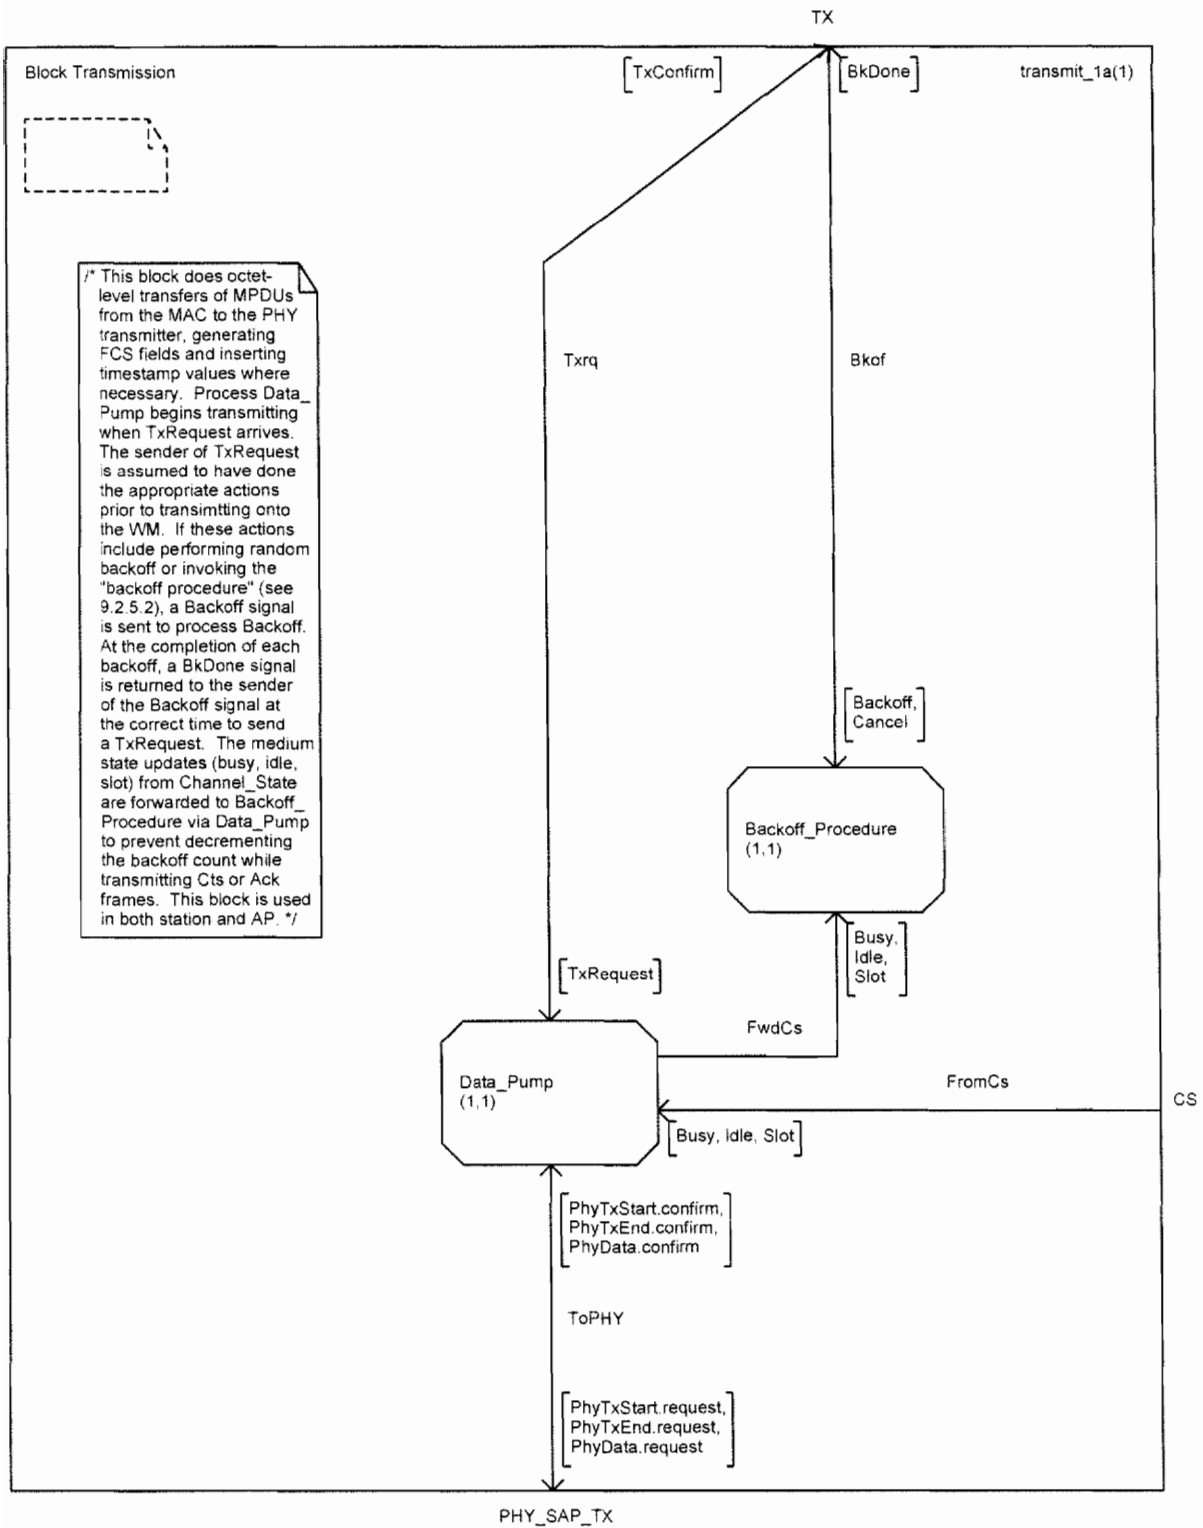 TX
Block Transmission
[TxConfirm]
[BkDone]
transmit_1a(1)
/* This block does octet-
level transfers of MPDUs
from the MAC to the PHY
transmitter, generating
FCS fields and inserting
timestamp values where
necessary. Process Data_
Pump begins transmitting
when TxRequest arrives.
The sender of TxRequest
is assumed to have done
the appropriate actions
prior to transimtting onto
the WM. If these actions
include performing random
backoff or invoking the
"backoff procedure" (see
9.2.5.2), a Backoff signal
is sent to process Backoff.
At the completion of each
backoff, a BkDone signal
is returned to the sender
of the Backoff signal at
the correct time to send
a TxRequest. The medium
state updates (busy, idle,
slot) from Channel_State
are forwarded to Backoff_
Procedure via Data_Pump
to prevent decrementing
the backoff count while
transmitting Cts or Ack
frames. This block is used
in both station and AP. */
Txrq
Bkof
[Backoff,
Cancel]
Backoff_Procedure
(1,1)
[Busy,
Idle,
Slot]
[TxRequest]
FwdCs
Data_Pump
(1,1)
FromCs
CS
[Busy, Idle, Slot]
[PhyTxStart.confirm,
PhyTxEnd.confirm,
PhyData.confirm]
ToPHY
[PhyTxStart.request,
PhyTxEnd.request,
PhyData.request]
PHY_SAP_TX